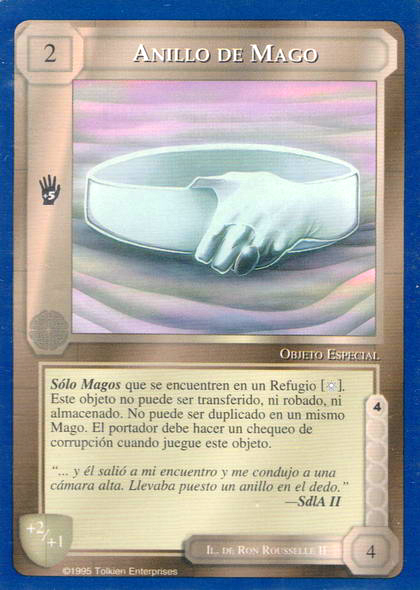 2
ANILLO DE MAGO
+5
OBJETO ESPECIAL
Sólo Magos que se encuentren en un Refugio [☼].
Este objeto no puede ser transferido, ni robado, ni
almacenado. No puede ser duplicado en un mismo
Mago. El portador debe hacer un chequeo de
corrupción cuando juegue este objeto.
4
“... y él salió a mi encuentro y me condujo a una
cámara alta. Llevaba puesto un anillo en el dedo.”
—SdlA II
+2/+1
IL. DE RON ROUSSELLE II
4
©1995 Tolkien Enterprises